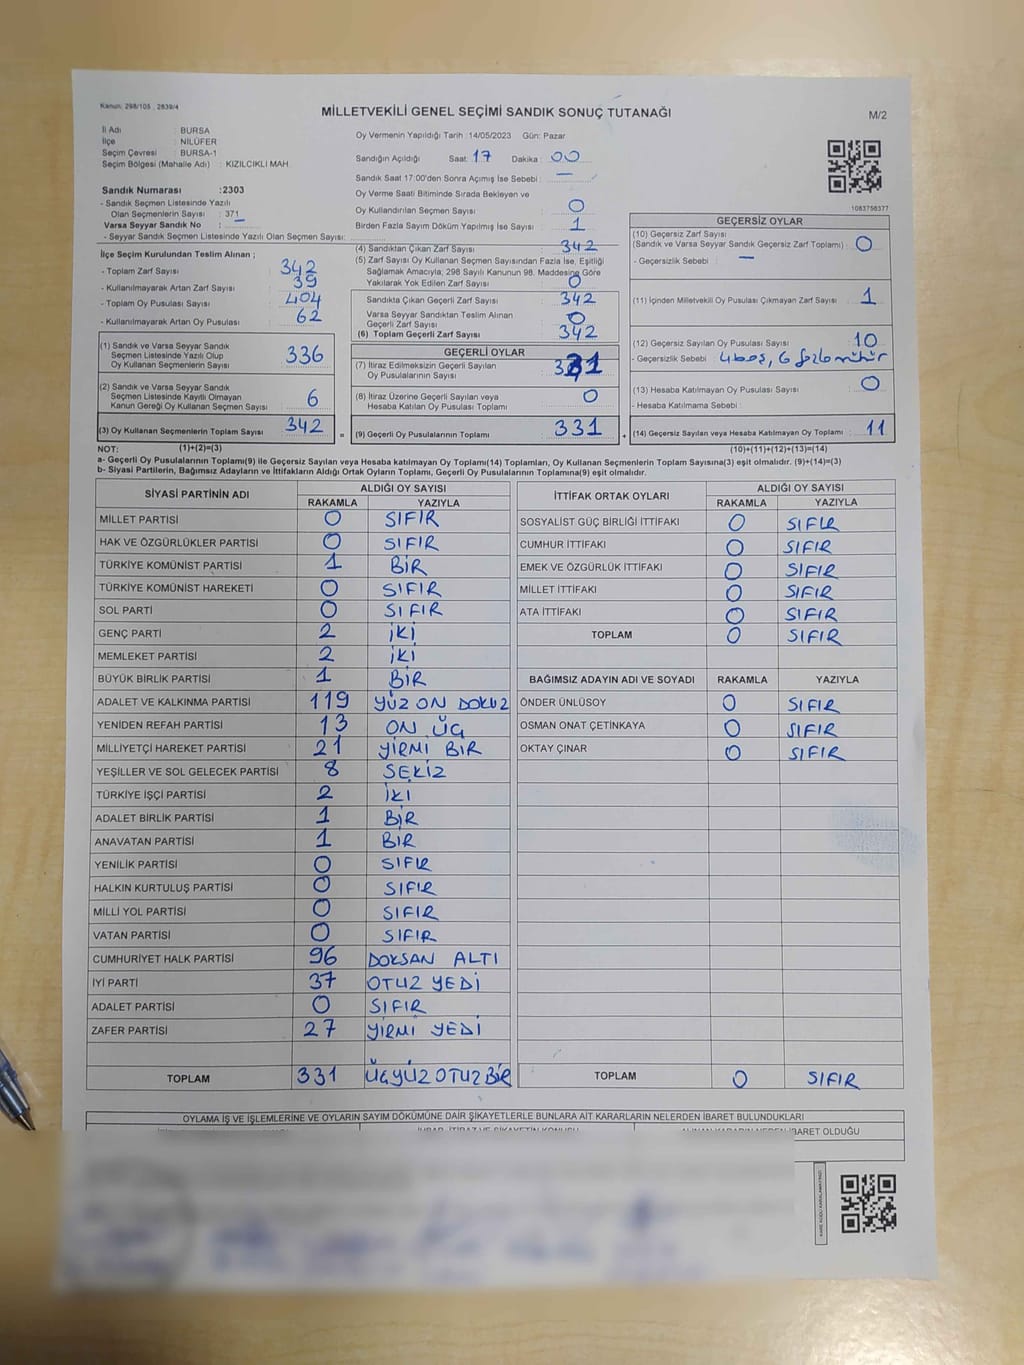 Kanun: 298/105 , 2839/4
MİLLETVEKİLİ GENEL SEÇİMİ SANDIK SONUÇ TUTANAĞI
M/2
İl Adı : BURSA
İlçe : NİLÜFER
Seçim Çevresi : BURSA-1
Seçim Bölgesi (Mahalle Adı) : KIZILCIKLI MAH.
Sandık Numarası :2303
- Sandık Seçmen Listesinde Yazılı
Olan Seçmenlerin Sayısı : 371
Varsa Seyyar Sandık No :
- Seyyar Sandık Seçmen Listesinde Yazılı Olan Seçmen Sayısı:
Oy Vermenin Yapıldığı Tarih :14/05/2023 Gün: Pazar
Sandığın Açıldığı Saat: 17 Dakika : 00
Sandık Saat 17:00'den Sonra Açımış İse Sebebi : —
Oy Verme Saati Bitiminde Sırada Bekleyen ve
Oy Kullandırılan Seçmen Sayısı : 0
Birden Fazla Sayım Döküm Yapılmış İse Sayısı : 1
1083756377
İlçe Seçim Kurulundan Teslim Alınan ;
- Toplam Zarf Sayısı : 342
- Kullanılmayarak Artan Zarf Sayısı : 39
- Toplam Oy Pusulası Sayısı : 404
- Kullanılmayarak Artan Oy Pusulası : 62
(1) Sandık ve Varsa Seyyar Sandık
Seçmen Listesinde Yazılı Olup
Oy Kullanan Seçmenlerin Sayısı : 336
(2) Sandık ve Varsa Seyyar Sandık
Seçmen Listesinde Kayıtlı Olmayan
Kanun Gereği Oy Kullanan Seçmen Sayısı : 6
(3) Oy Kullanan Seçmenlerin Toplam Sayısı : 342
(4) Sandıktan Çıkan Zarf Sayısı : 342
(5) Zarf Sayısı Oy Kullanan Seçmen Sayısından Fazla İse, Eşitliği
Sağlamak Amacıyla; 298 Sayılı Kanunun 98. Maddesine Göre
Yakılarak Yok Edilen Zarf Sayısı : 0
Sandıkta Çıkan Geçerli Zarf Sayısı : 342
Varsa Seyyar Sandıktan Teslim Alınan
Geçerli Zarf Sayısı : 0
(6) Toplam Geçerli Zarf Sayısı : 342
GEÇERLİ OYLAR
(7) İtiraz Edilmeksizin Geçerli Sayılan
Oy Pusulalarının Sayısı : 331
(8) İtiraz Üzerine Geçerli Sayılan veya
Hesaba Katılan Oy Pusulası Toplamı : 0
= (9) Geçerli Oy Pusulalarının Toplamı : 331
GEÇERSİZ OYLAR
(10) Geçersiz Zarf Sayısı
(Sandık ve Varsa Seyyar Sandık Geçersiz Zarf Toplamı) : 0
- Geçersizlik Sebebi : —
(11) İçinden Milletvekili Oy Pusulası Çıkmayan Zarf Sayısı : 1
(12) Geçersiz Sayılan Oy Pusulası Sayısı : 10
- Geçersizlik Sebebi : 4 boş, 6 fazla mühür
(13) Hesaba Katılmayan Oy Pusulası Sayısı : 0
- Hesaba Katılmama Sebebi :
+ (14) Geçersiz Sayılan veya Hesaba Katılmayan Oy Toplamı : 11
NOT: (1)+(2)=(3) (10)+(11)+(12)+(13)=(14)
a- Geçerli Oy Pusulalarının Toplamı(9) ile Geçersiz Sayılan veya Hesaba katılmayan Oy Toplamı(14) Toplamları, Oy Kullanan Seçmenlerin Toplam Sayısına(3) eşit olmalıdır. (9)+(14)=(3)
b- Siyasi Partilerin, Bağımsız Adayların ve İttifakların Aldığı Ortak Oyların Toplamı, Geçerli Oy Pusulalarının Toplamına(9) eşit olmalıdır.
SİYASİ PARTİNİN ADI ALDIĞI OY SAYISI
RAKAMLA YAZIYLA
MİLLET PARTİSİ 0 SIFIR
HAK VE ÖZGÜRLÜKLER PARTİSİ 0 SIFIR
TÜRKİYE KOMÜNİST PARTİSİ 1 BİR
TÜRKİYE KOMÜNİST HAREKETİ 0 SIFIR
SOL PARTİ 0 SIFIR
GENÇ PARTİ 2 İKİ
MEMLEKET PARTİSİ 2 İKİ
BÜYÜK BİRLİK PARTİSİ 1 BİR
ADALET VE KALKINMA PARTİSİ 119 YÜZ ON DOKUZ
YENİDEN REFAH PARTİSİ 13 ON ÜÇ
MİLLİYETÇİ HAREKET PARTİSİ 21 YİRMİ BİR
YEŞİLLER VE SOL GELECEK PARTİSİ 8 SEKİZ
TÜRKİYE İŞÇİ PARTİSİ 2 İKİ
ADALET BİRLİK PARTİSİ 1 BİR
ANAVATAN PARTİSİ 1 BİR
YENİLİK PARTİSİ 0 SIFIR
HALKIN KURTULUŞ PARTİSİ 0 SIFIR
MİLLİ YOL PARTİSİ 0 SIFIR
VATAN PARTİSİ 0 SIFIR
CUMHURİYET HALK PARTİSİ 96 DOKSAN ALTI
İYİ PARTİ 37 OTUZ YEDİ
ADALET PARTİSİ 0 SIFIR
ZAFER PARTİSİ 27 YİRMİ YEDİ
TOPLAM 331 ÜÇYÜZOTUZBİR
İTTİFAK ORTAK OYLARI ALDIĞI OY SAYISI
RAKAMLA YAZIYLA
SOSYALİST GÜÇ BİRLİĞİ İTTİFAKI 0 SIFIR
CUMHUR İTTİFAKI 0 SIFIR
EMEK VE ÖZGÜRLÜK İTTİFAKI 0 SIFIR
MİLLET İTTİFAKI 0 SIFIR
ATA İTTİFAKI 0 SIFIR
TOPLAM 0 SIFIR
BAĞIMSIZ ADAYIN ADI VE SOYADI RAKAMLA YAZIYLA
ÖNDER ÜNLÜSOY 0 SIFIR
OSMAN ONAT ÇETİNKAYA 0 SIFIR
OKTAY ÇINAR 0 SIFIR
TOPLAM 0 SIFIR
OYLAMA İŞ VE İŞLEMLERİNE VE OYLARIN SAYIM DÖKÜMÜNE DAİR ŞİKAYETLERLE BUNLARA AİT KARARLARIN NELERDEN İBARET BULUNDUKLARI
İBARET OLDUĞU